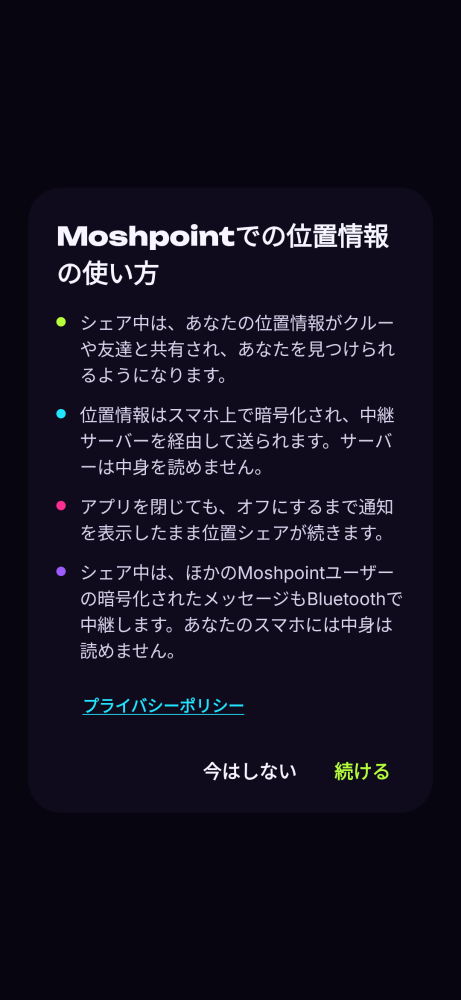 Moshpointでの位置情報
の使い方
シェア中は、あなたの位置情報がクルー
や友達と共有され、あなたを見つけられ
るようになります。
位置情報はスマホ上で暗号化され、中継
サーバーを経由して送られます。サーバ
ーは中身を読めません。
アプリを閉じても、オフにするまで通知
を表示したまま位置シェアが続きます。
シェア中は、ほかのMoshpointユーザー
の暗号化されたメッセージもBluetoothで
中継します。あなたのスマホには中身は
読めません。
プライバシーポリシー
今はしない 続ける